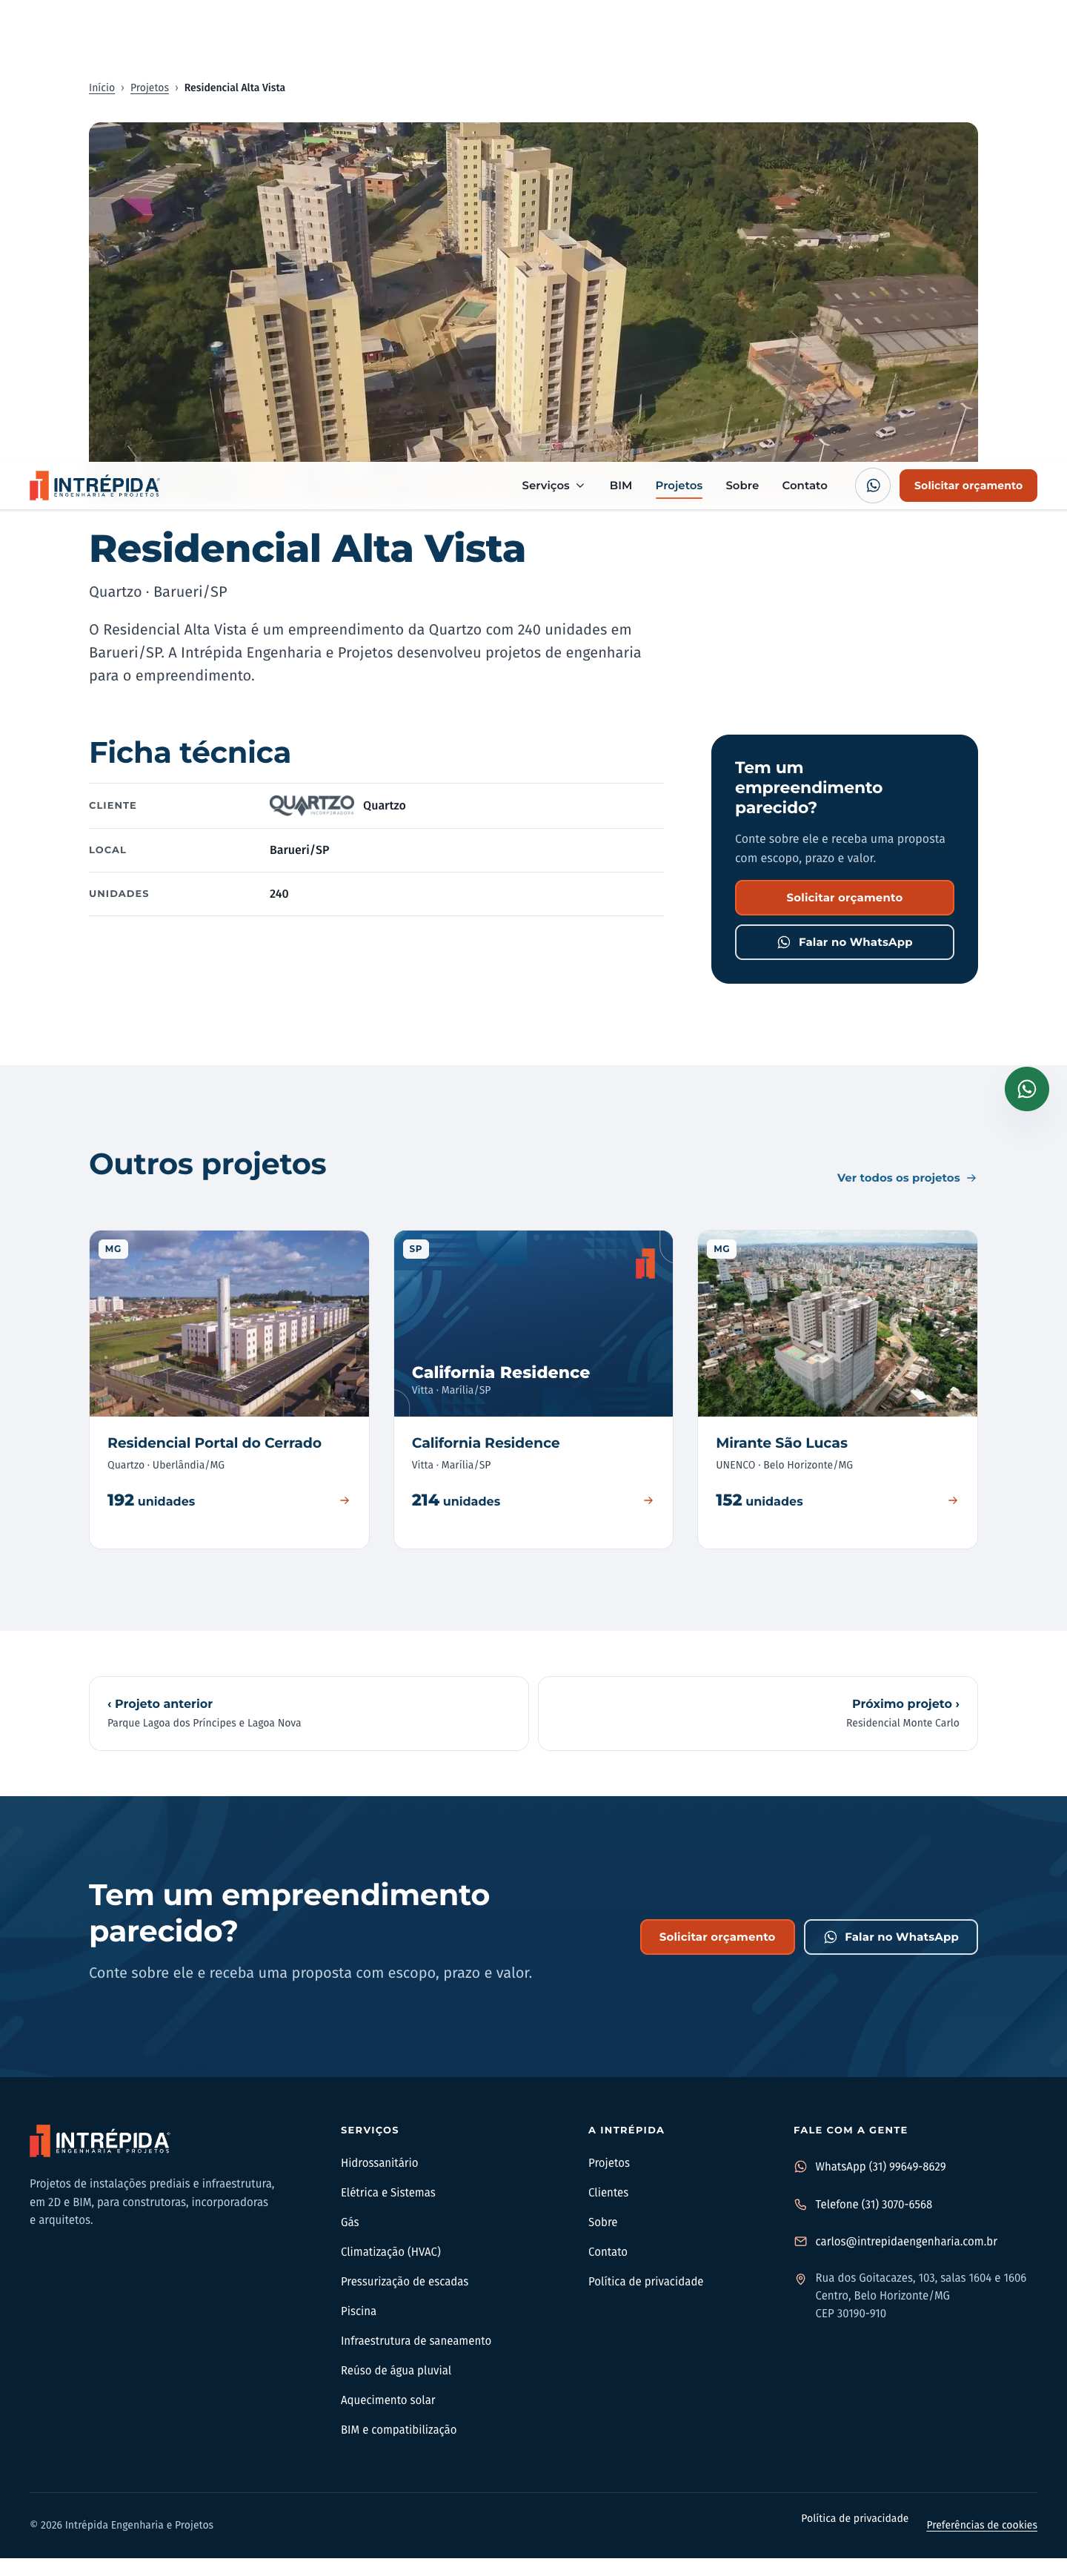 Início › Projetos › Residencial Alta Vista
INTRÉPIDA
ENGENHARIA E PROJETOS
Serviços
BIM
Projetos
Sobre
Contato
Solicitar orçamento
Residencial Alta Vista
Quartzo · Barueri/SP
O Residencial Alta Vista é um empreendimento da Quartzo com 240 unidades em
Barueri/SP. A Intrépida Engenharia e Projetos desenvolveu projetos de engenharia
para o empreendimento.
Ficha técnica
CLIENTE
QUARTZO
INCORPORADORA
Quartzo
LOCAL
Barueri/SP
UNIDADES
240
Tem um
empreendimento
parecido?
Conte sobre ele e receba uma proposta
com escopo, prazo e valor.
Solicitar orçamento
Falar no WhatsApp
Outros projetos
Ver todos os projetos →
MG
Residencial Portal do Cerrado
Quartzo · Uberlândia/MG
192 unidades →
SP
California Residence
Vitta · Marília/SP
California Residence
Vitta · Marília/SP
214 unidades →
MG
Mirante São Lucas
UNENCO · Belo Horizonte/MG
152 unidades →
‹ Projeto anterior
Parque Lagoa dos Príncipes e Lagoa Nova
Próximo projeto ›
Residencial Monte Carlo
Tem um empreendimento
parecido?
Conte sobre ele e receba uma proposta com escopo, prazo e valor.
Solicitar orçamento
Falar no WhatsApp
INTRÉPIDA
ENGENHARIA E PROJETOS
Projetos de instalações prediais e infraestrutura,
em 2D e BIM, para construtoras, incorporadoras
e arquitetos.
SERVIÇOS
Hidrossanitário
Elétrica e Sistemas
Gás
Climatização (HVAC)
Pressurização de escadas
Piscina
Infraestrutura de saneamento
Reúso de água pluvial
Aquecimento solar
BIM e compatibilização
A INTRÉPIDA
Projetos
Clientes
Sobre
Contato
Política de privacidade
FALE COM A GENTE
WhatsApp (31) 99649-8629
Telefone (31) 3070-6568
carlos@intrepidaengenharia.com.br
Rua dos Goitacazes, 103, salas 1604 e 1606
Centro, Belo Horizonte/MG
CEP 30190-910
© 2026 Intrépida Engenharia e Projetos
Política de privacidade
Preferências de cookies